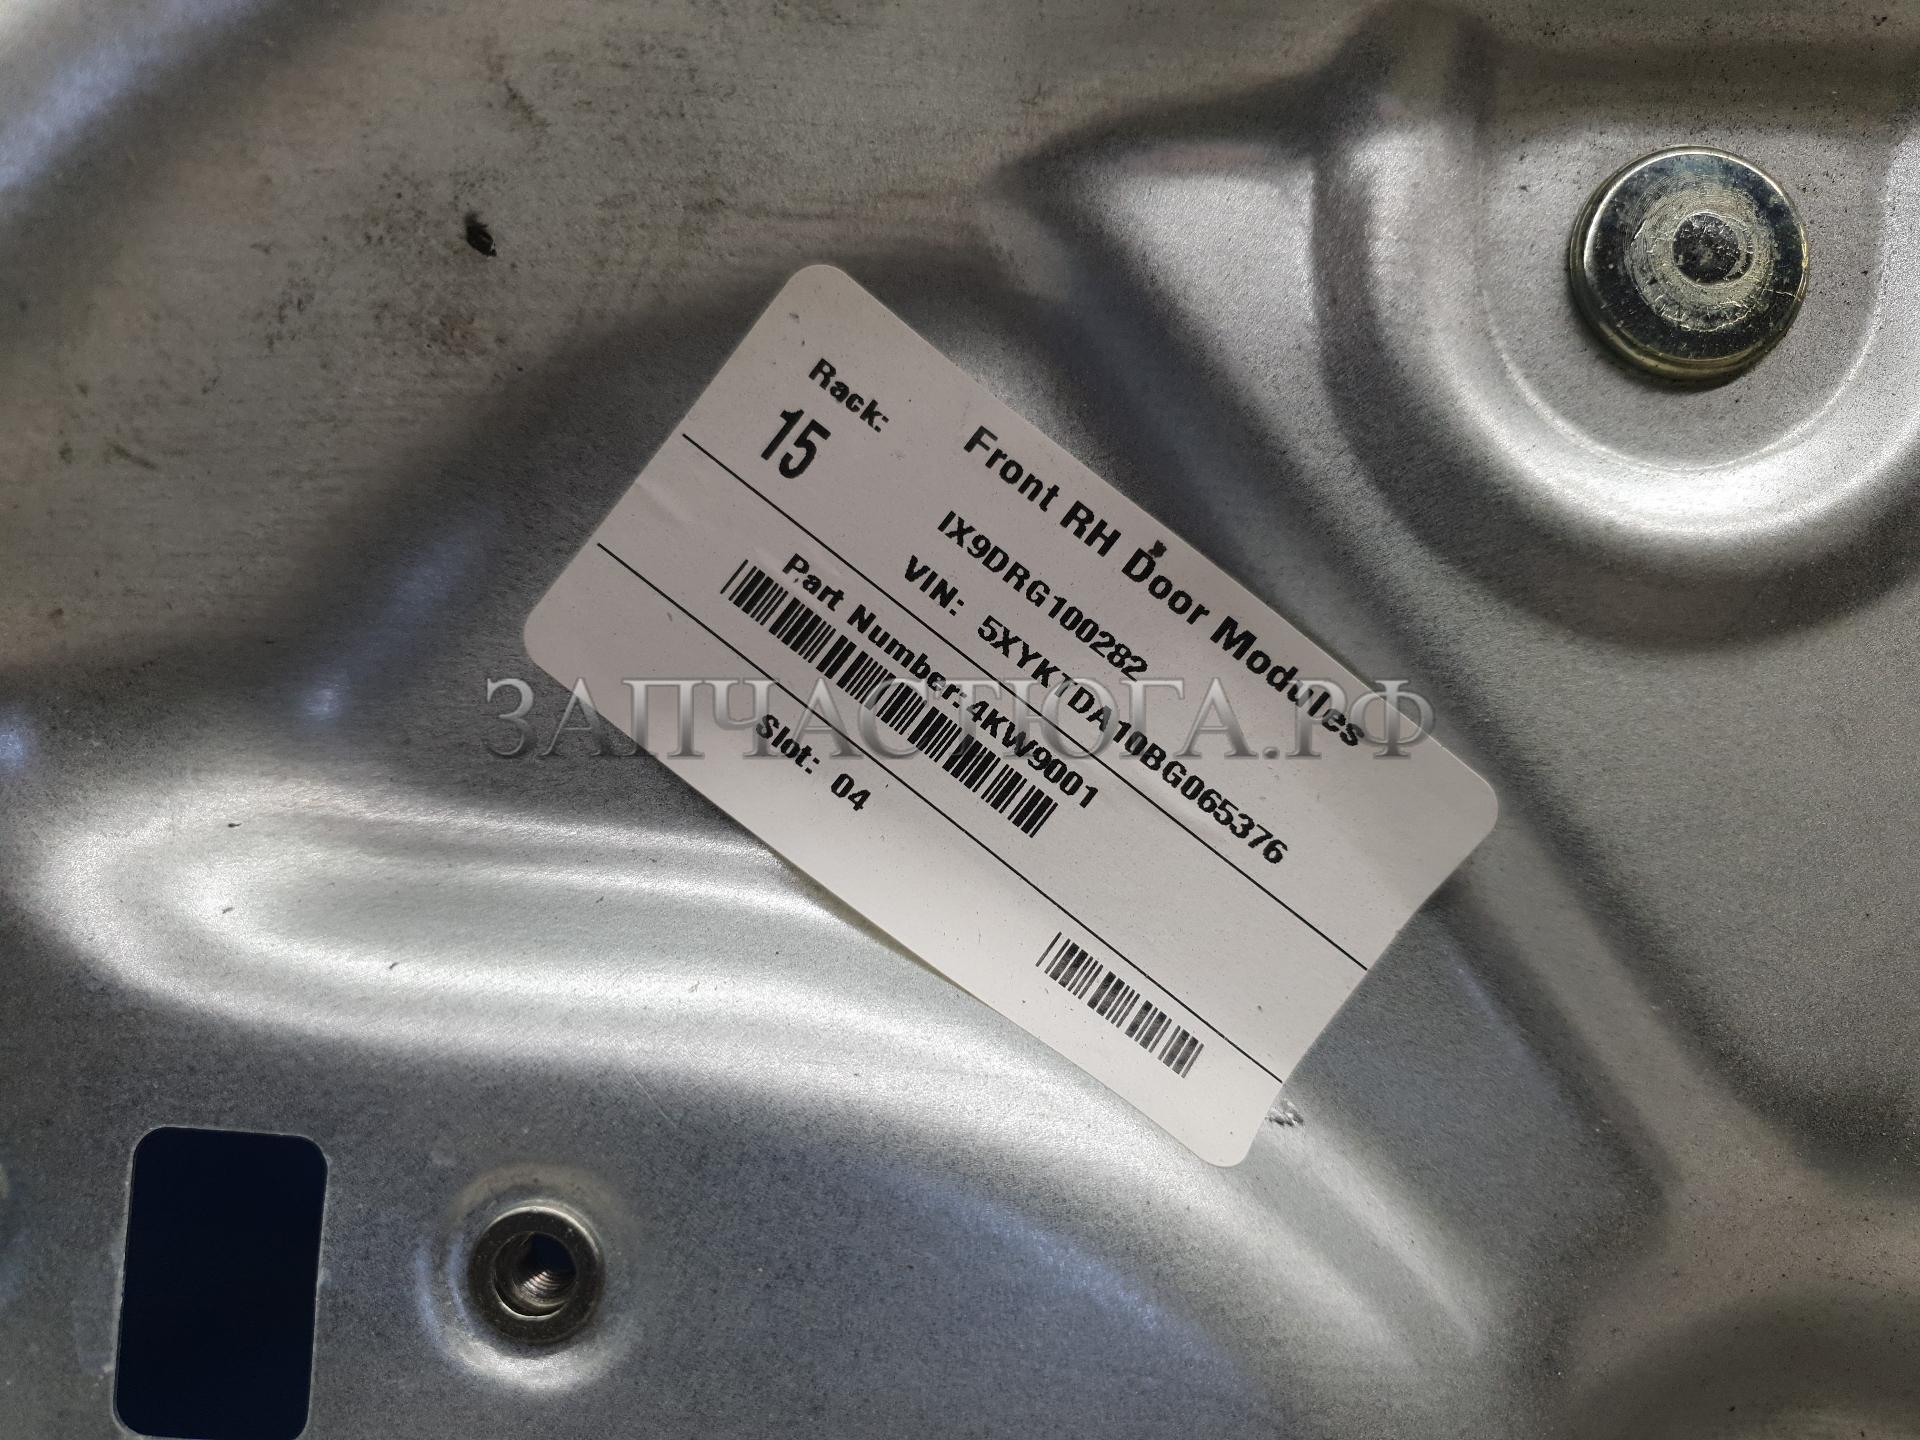 Front RH Door Modules
Rack:
15
IX9DRG100282
VIN: 5XYKTDA10BG065376
Part Number:4KW9001
Slot: 04
ЗАПЧАСТЮГА.РФ